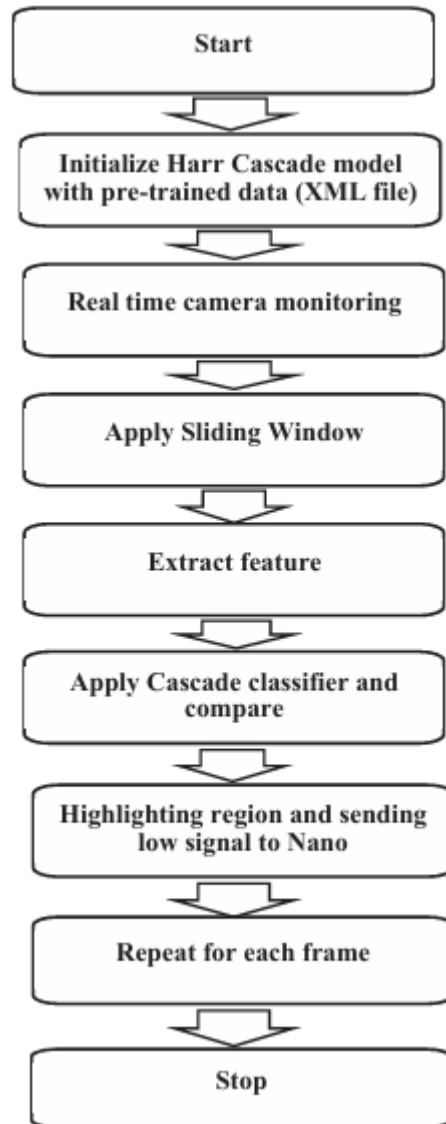 Start
Initialize Harr Cascade model
with pre-trained data (XML file)
Real time camera monitoring
Apply Sliding Window
Extract feature
Apply Cascade classifier and
compare
Highlighting region and sending
low signal to Nano
Repeat for each frame
Stop